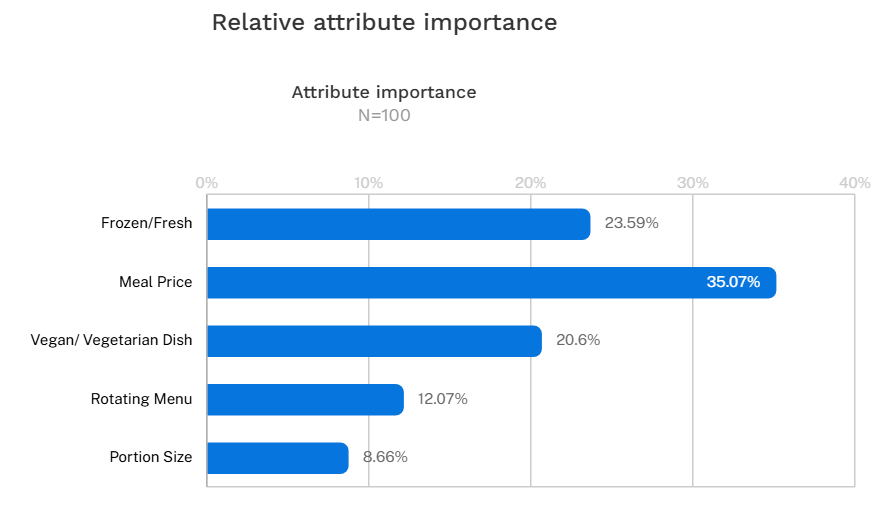 Relative attribute importance
Attribute importance
N=100
0% 10% 20% 30% 40%
Frozen/Fresh 23.59%
Meal Price 35.07%
Vegan/ Vegetarian Dish 20.6%
Rotating Menu 12.07%
Portion Size 8.66%